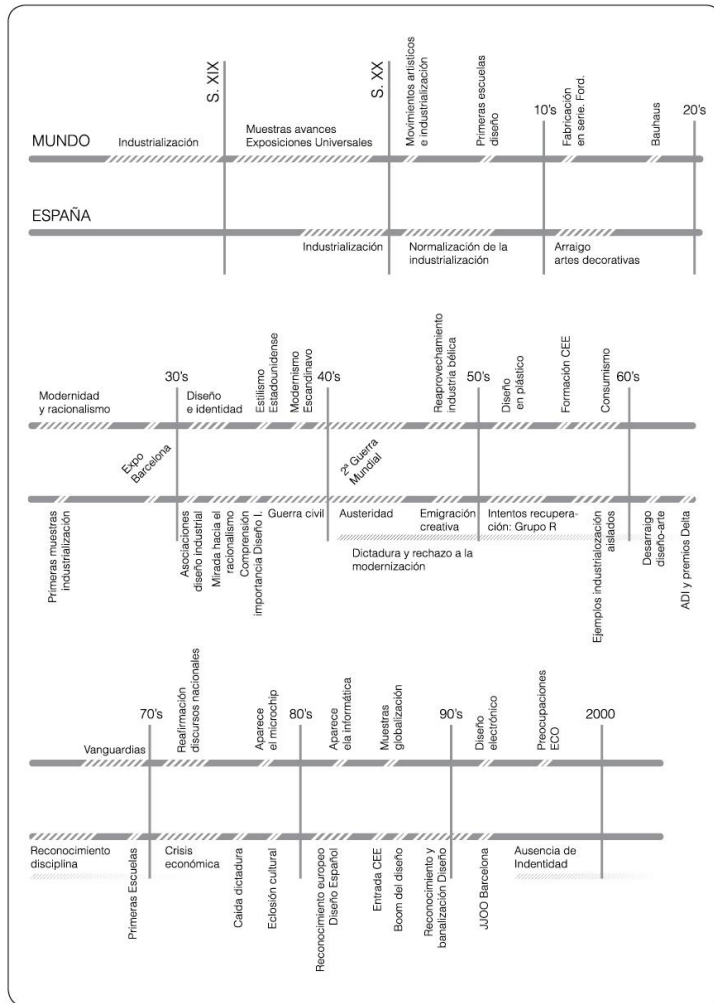 S. XIX
S. XX
Movimientos artísticos
e industrialización
Primeras escuelas
diseño
10's
Fabricación
en serie. Ford.
Bauhaus
20's
MUNDO
Industrialización
Muestras avances
Exposiciones Universales
ESPAÑA
Industrialización
Normalización de la
industrialización
Arraigo
artes decorativas
Modernidad
y racionalismo
30's
Diseño
e identidad
Estilismo
Estadounidense
Modernismo
Escandinavo
40's
Reaprovechamiento
industria bélica
50's
Diseño
en plástico
Formación CEE
Consumismo
60's
Expo
Barcelona
2ª Guerra
Mundial
Primeras muestras
industrialización
Asociaciones
diseño industrial
Mirada hacia el
racionalismo
Comprensión
importancia Diseño I.
Guerra civil
Austeridad
Emigración
creativa
Intentos recupera-
ción: Grupo R
Dictadura y rechazo a la
modernización
Ejemplos industrialozación
aislados
Desarraigo
diseño-arte
ADI y premios Delta
Vanguardias
70's
Reafirmación
discursos nacionales
Aparece
el microchip
80's
Aparece
ela informática
Muestras
globalización
90's
Diseño
electrónico
Preocupaciones
ECO
2000
Reconocimiento
disciplina
Primeras Escuelas
Crisis
económica
Caida dictadura
Eclosión cultural
Reconocimiento europeo
Diseño Español
Entrada CEE
Boom del diseño
Reconocimiento y
banalización Diseño
JJOO Barcelona
Ausencia de
Indentidad